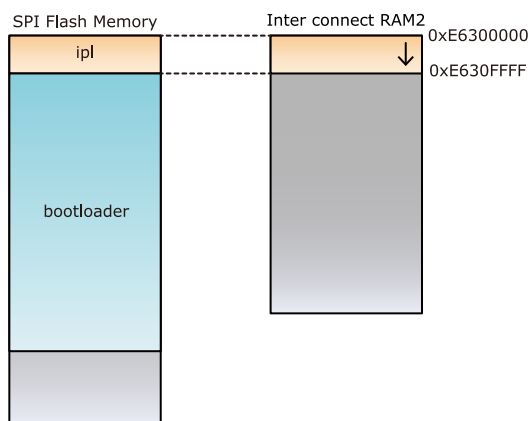 SPI Flash Memory
Inter connect RAM2
ipl
0xE6300000
0xE630FFFF
bootloader